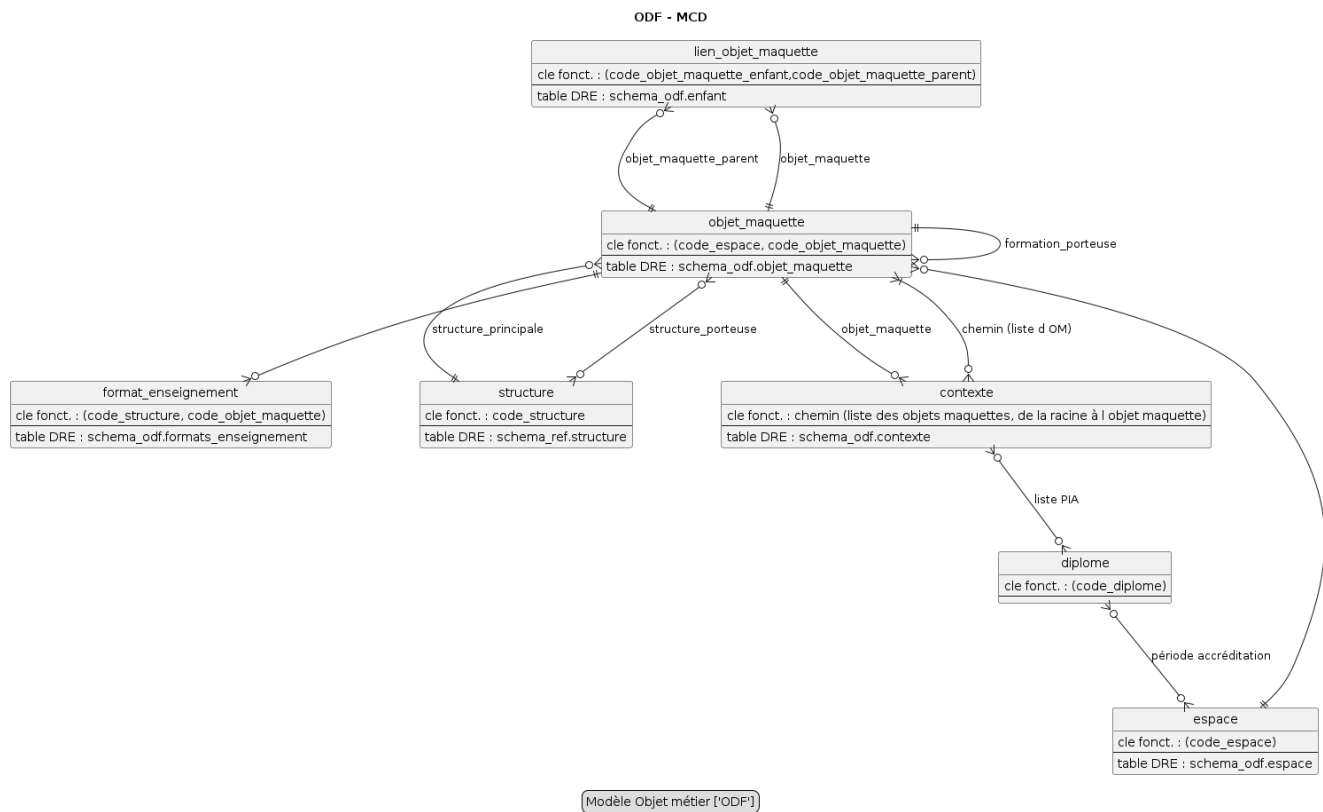 ODF - MCD
lien_objet_maquette
cle fonct. : (code_objet_maquette_enfant,code_objet_maquette_parent)
table DRE : schema_odf.enfant
objet_maquette_parent
objet_maquette
objet_maquette
cle fonct. : (code_espace, code_objet_maquette)
table DRE : schema_odf.objet_maquette
formation_porteuse
structure_principale
structure_porteuse
objet_maquette
chemin (liste d OM)
format_enseignement
cle fonct. : (code_structure, code_objet_maquette)
table DRE : schema_odf.formats_enseignement
structure
cle fonct. : code_structure
table DRE : schema_ref.structure
contexte
cle fonct. : chemin (liste des objets maquettes, de la racine à l objet maquette)
table DRE : schema_odf.contexte
liste PIA
diplome
cle fonct. : (code_diplome)
période accréditation
espace
cle fonct. : (code_espace)
table DRE : schema_odf.espace
Modèle Objet métier ['ODF']